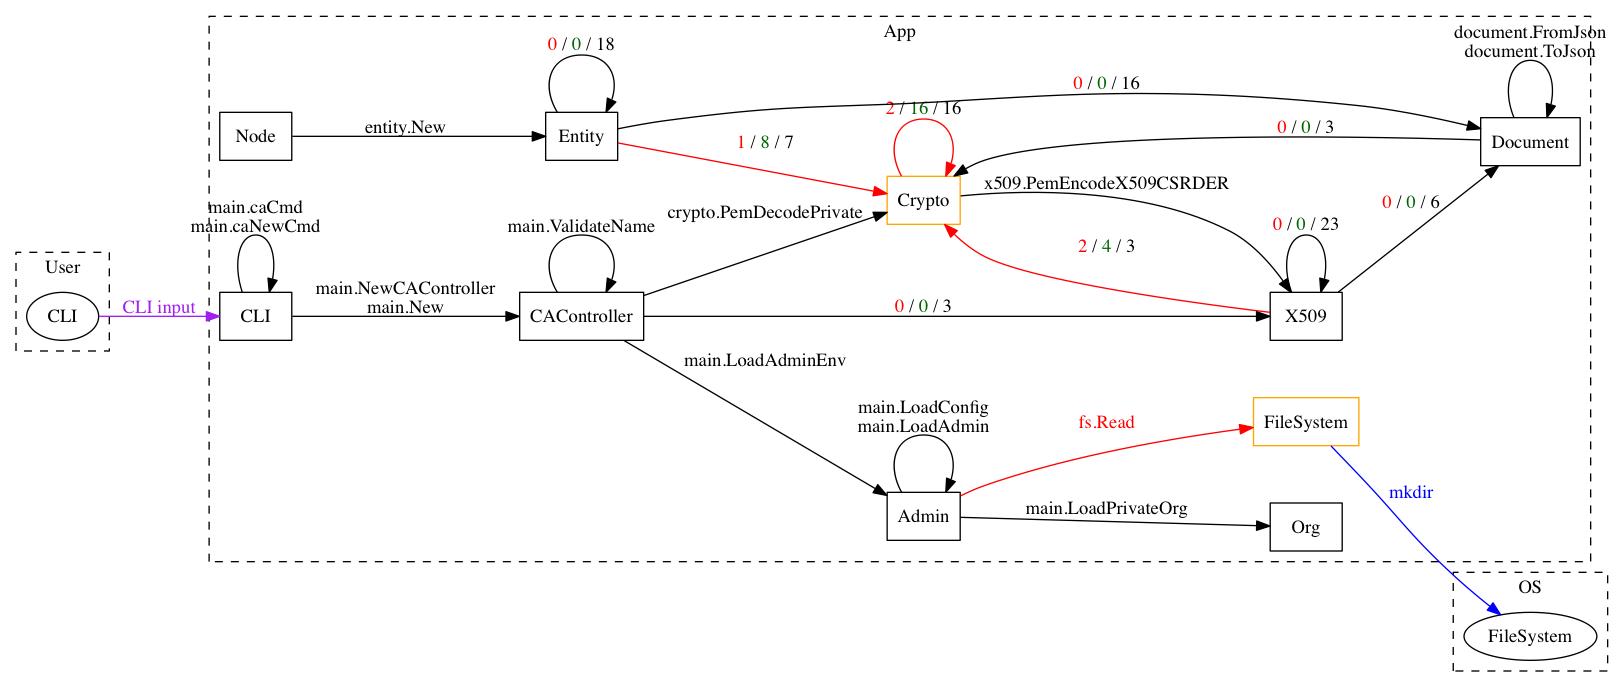 App
document.FromJson
document.ToJson
0 / 0 / 18
0 / 0 / 16
2 / 16 / 16
Node
entity.New
Entity
1 / 8 / 7
0 / 0 / 3
Document
x509.PemEncodeX509CSRDER
Crypto
0 / 0 / 6
main.caCmd
main.caNewCmd
main.ValidateName
crypto.PemDecodePrivate
0 / 0 / 23
2 / 4 / 3
User
CLI
CLI input
CLI
main.NewCAController
main.New
CAController
0 / 0 / 3
X509
main.LoadAdminEnv
main.LoadConfig
main.LoadAdmin
fs.Read
FileSystem
mkdir
Admin
main.LoadPrivateOrg
Org
OS
FileSystem